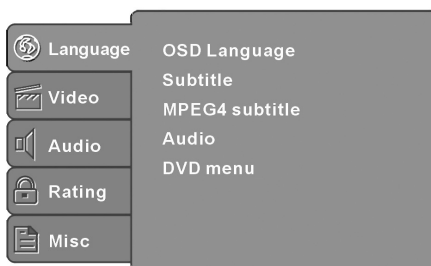 Language
Video
Audio
Rating
Misc
OSD Language
Subtitle
MPEG4 subtitle
Audio
DVD menu